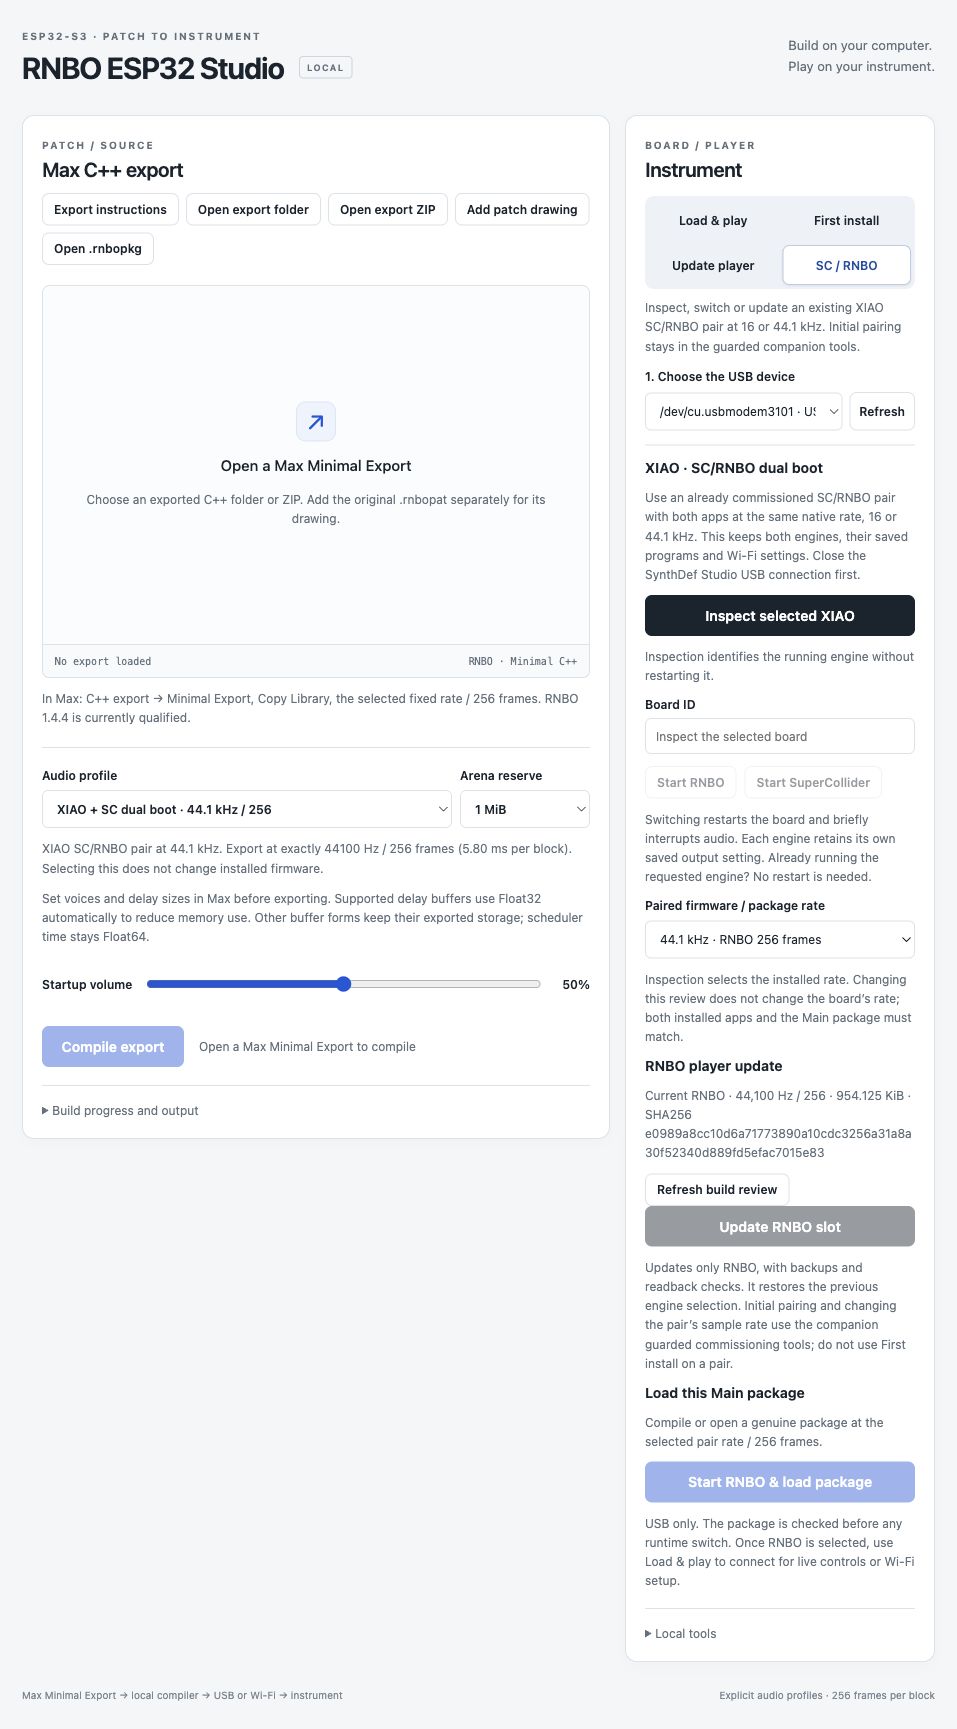 ESP32-S3 · PATCH TO INSTRUMENT
RNBO ESP32 Studio
LOCAL
Build on your computer.
Play on your instrument.
PATCH / SOURCE
Max C++ export
Export instructions
Open export folder
Open export ZIP
Add patch drawing
Open .rnbopkg
Open a Max Minimal Export
Choose an exported C++ folder or ZIP. Add the original .rnbopat separately for its
drawing.
No export loaded
RNBO · Minimal C++
In Max: C++ export → Minimal Export, Copy Library, the selected fixed rate / 256 frames. RNBO
1.4.4 is currently qualified.
Audio profile
Arena reserve
XIAO + SC dual boot · 44.1 kHz / 256
1 MiB
XIAO SC/RNBO pair at 44.1 kHz. Export at exactly 44100 Hz / 256 frames (5.80 ms per block).
Selecting this does not change installed firmware.
Set voices and delay sizes in Max before exporting. Supported delay buffers use Float32
automatically to reduce memory use. Other buffer forms keep their exported storage; scheduler
time stays Float64.
Startup volume
50%
Compile export
Open a Max Minimal Export to compile
Build progress and output
BOARD / PLAYER
Instrument
Load & play
First install
Update player
SC / RNBO
Inspect, switch or update an existing XIAO
SC/RNBO pair at 16 or 44.1 kHz. Initial pairing
stays in the guarded companion tools.
1. Choose the USB device
/dev/cu.usbmodem3101 · US
Refresh
XIAO · SC/RNBO dual boot
Use an already commissioned SC/RNBO pair
with both apps at the same native rate, 16 or
44.1 kHz. This keeps both engines, their saved
programs and Wi-Fi settings. Close the
SynthDef Studio USB connection first.
Inspect selected XIAO
Inspection identifies the running engine without
restarting it.
Board ID
Inspect the selected board
Start RNBO
Start SuperCollider
Switching restarts the board and briefly
interrupts audio. Each engine retains its own
saved output setting. Already running the
requested engine? No restart is needed.
Paired firmware / package rate
44.1 kHz · RNBO 256 frames
Inspection selects the installed rate. Changing
this review does not change the board's rate;
both installed apps and the Main package must
match.
RNBO player update
Current RNBO · 44,100 Hz / 256 · 954.125 KiB ·
SHA256
e0989a8cc10d6a71773890a10cdc3256a31a8a
30f52340d889fd5efac7015e83
Refresh build review
Update RNBO slot
Updates only RNBO, with backups and
readback checks. It restores the previous
engine selection. Initial pairing and changing
the pair's sample rate use the companion
guarded commissioning tools; do not use First
install on a pair.
Load this Main package
Compile or open a genuine package at the
selected pair rate / 256 frames.
Start RNBO & load package
USB only. The package is checked before any
runtime switch. Once RNBO is selected, use
Load & play to connect for live controls or Wi-Fi
setup.
Local tools
Max Minimal Export → local compiler → USB or Wi-Fi → instrument
Explicit audio profiles · 256 frames per block